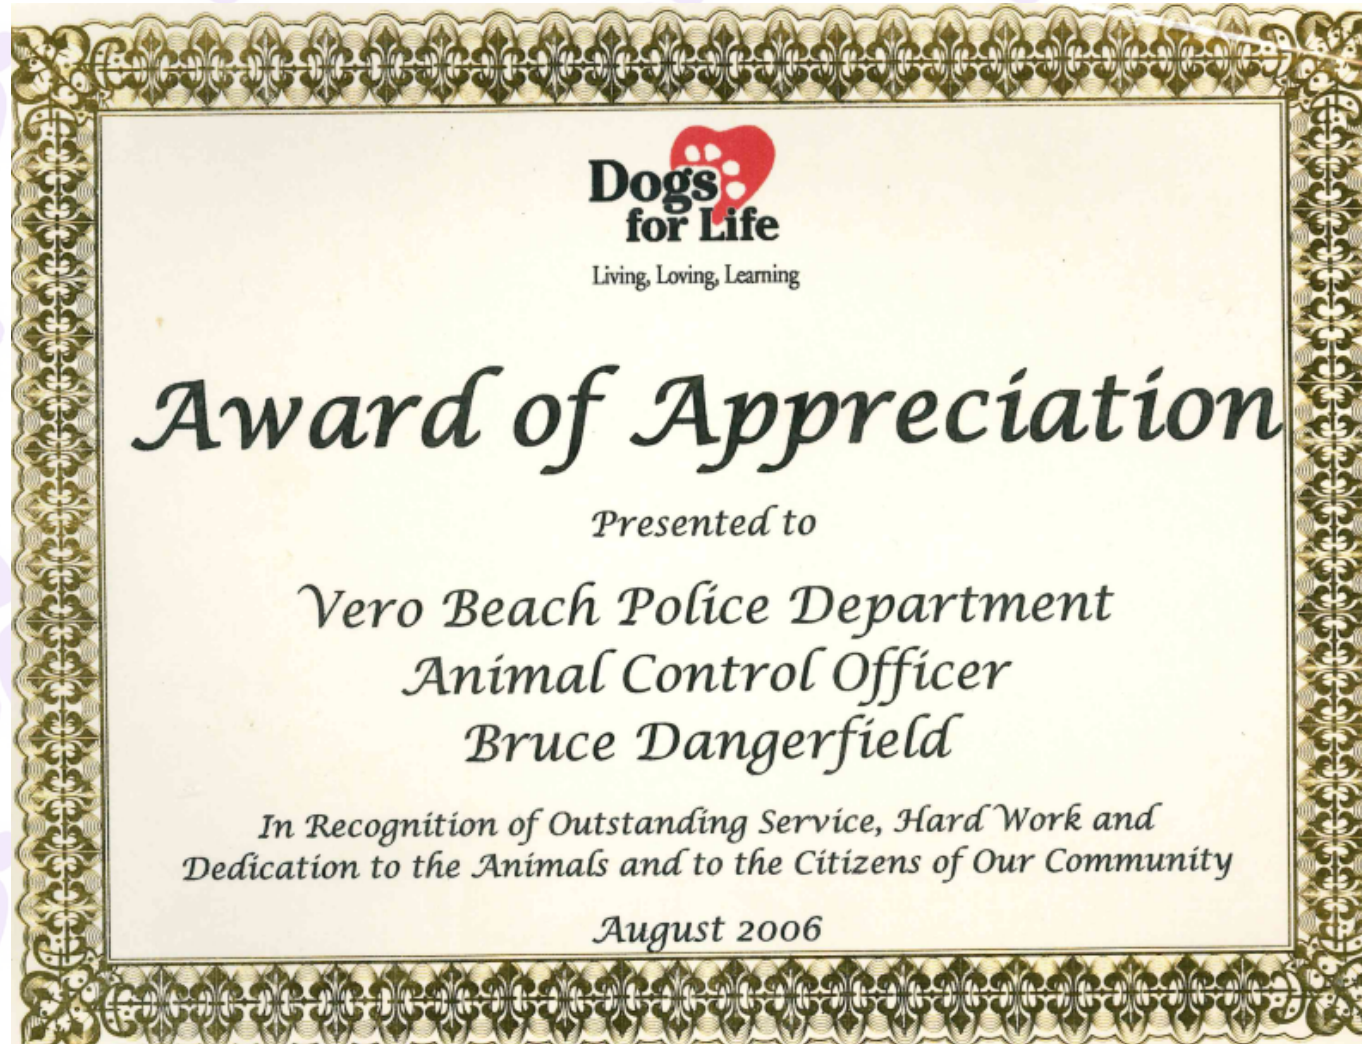 Dogs
for Life
Living, Loving, Learning
Award of Appreciation
Presented to
Vero Beach Police Department
Animal Control Officer
Bruce Dangerfield
In Recognition of Outstanding Service, Hard Work and
Dedication to the Animals and to the Citizens of Our Community
August 2006